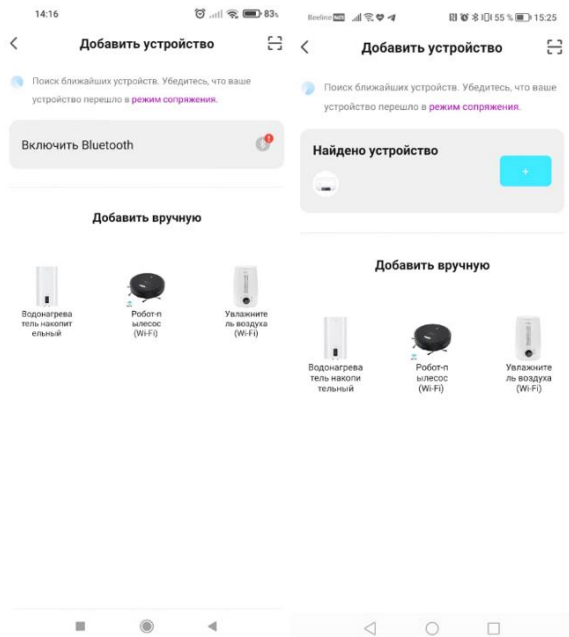 14:16
83%
Добавить устройство
Поиск ближайших устройств. Убедитесь, что ваше
устройство перешло в режим сопряжения.
Включить Bluetooth
Добавить вручную
Водонагрева
тель накопит
ельный
Робот-п
ылесос
(Wi-Fi)
Увлажните
ль воздуха
(Wi-Fi)
Beeline
55 %
15:25
Добавить устройство
Поиск ближайших устройств. Убедитесь, что ваше
устройство перешло в режим сопряжения.
Найдено устройство
+
Добавить вручную
Водонагрева
тель накопи
тельный
Робот-п
ылесос
(Wi-Fi)
Увлажните
ль воздуха
(Wi-Fi)